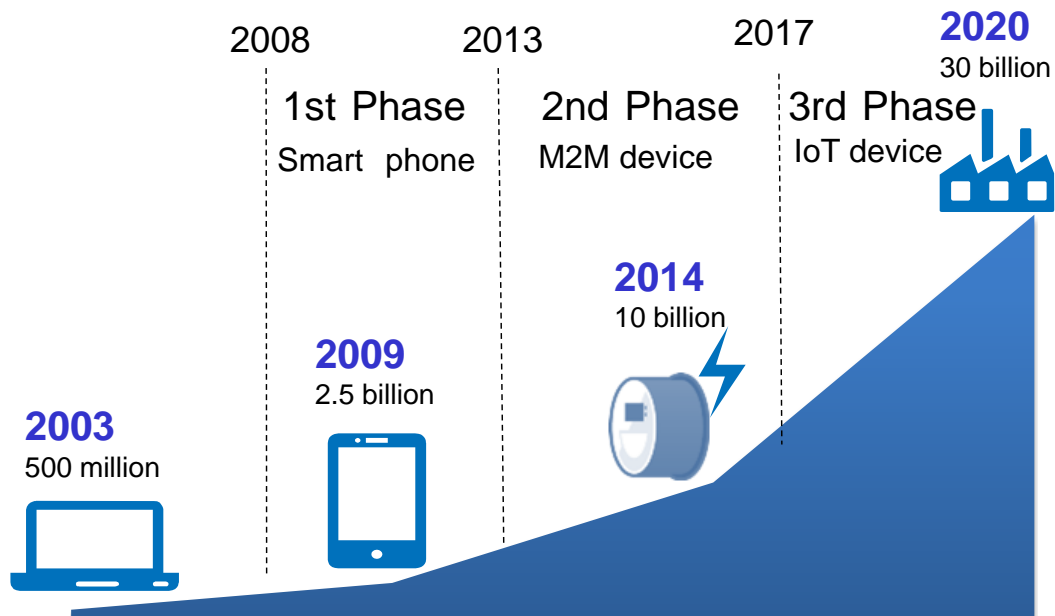 2008
2013
2017
2020
30 billion
1st Phase
Smart phone
2nd Phase
M2M device
3rd Phase
IoT device
2014
10 billion
2009
2.5 billion
2003
500 million